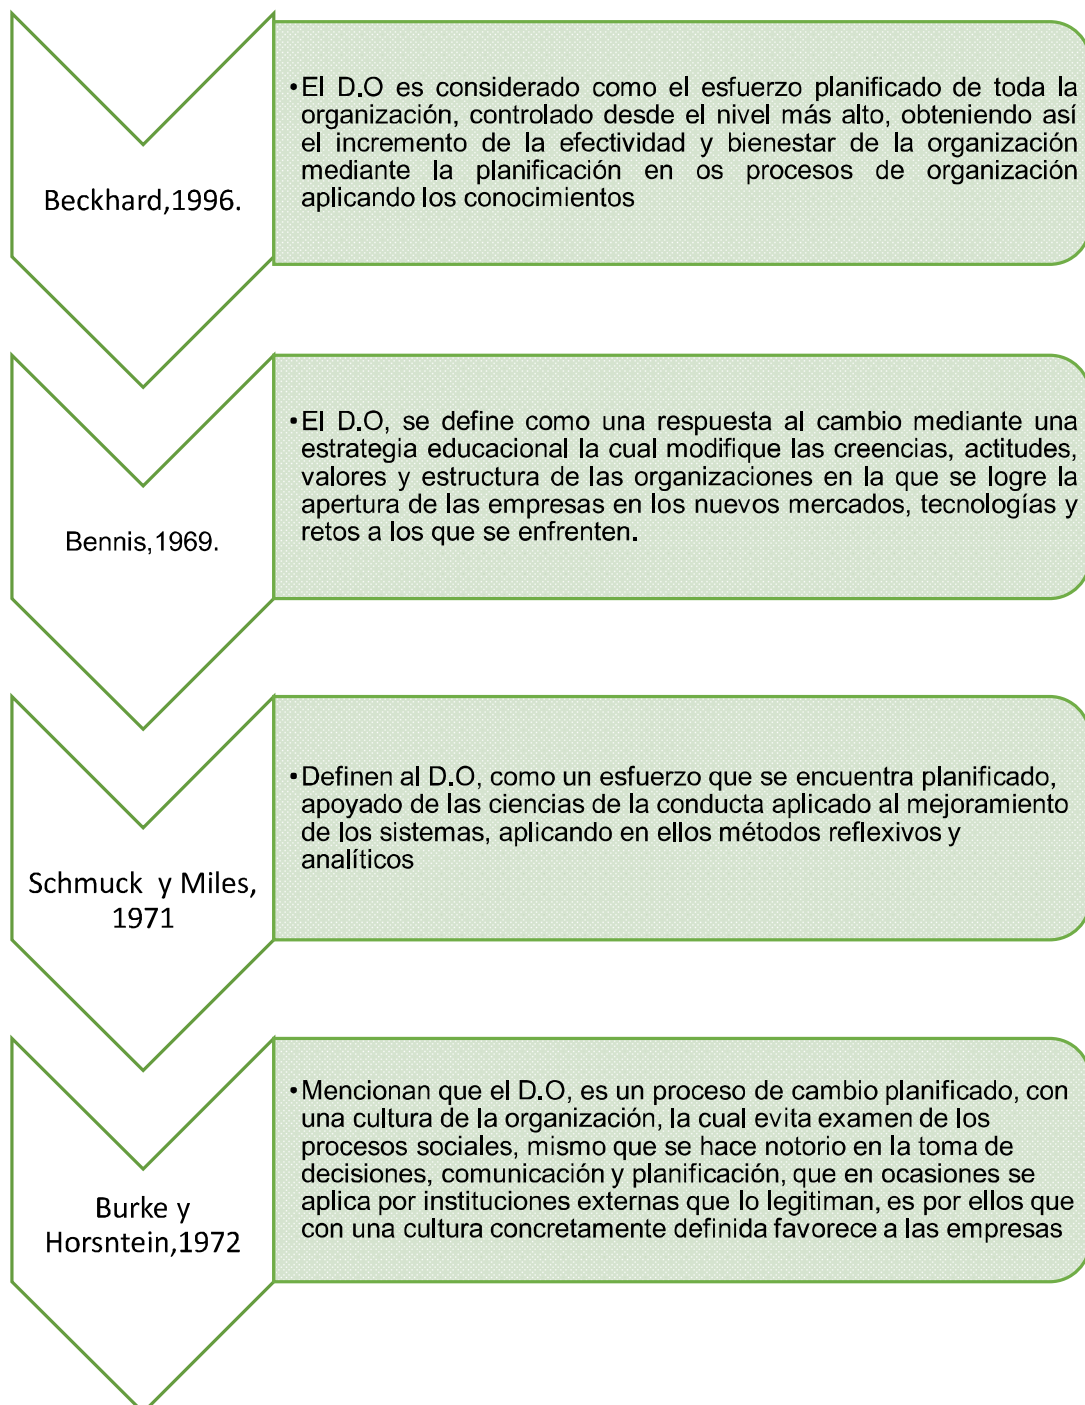 Beckhard,1996.
•El D.O es considerado como el esfuerzo planificado de toda la
organización, controlado desde el nivel más alto, obteniendo así
el incremento de la efectividad y bienestar de la organización
mediante la planificación en os procesos de organización
aplicando los conocimientos
Bennis,1969.
•El D.O, se define como una respuesta al cambio mediante una
estrategia educacional la cual modifique las creencias, actitudes,
valores y estructura de las organizaciones en la que se logre la
apertura de las empresas en los nuevos mercados, tecnologías y
retos a los que se enfrenten.
Schmuck y Miles,
1971
•Definen al D.O, como un esfuerzo que se encuentra planificado,
apoyado de las ciencias de la conducta aplicado al mejoramiento
de los sistemas, aplicando en ellos métodos reflexivos y
analíticos
Burke y
Horsntein,1972
•Mencionan que el D.O, es un proceso de cambio planificado, con
una cultura de la organización, la cual evita examen de los
procesos sociales, mismo que se hace notorio en la toma de
decisiones, comunicación y planificación, que en ocasiones se
aplica por instituciones externas que lo legitiman, es por ellos que
con una cultura concretamente definida favorece a las empresas